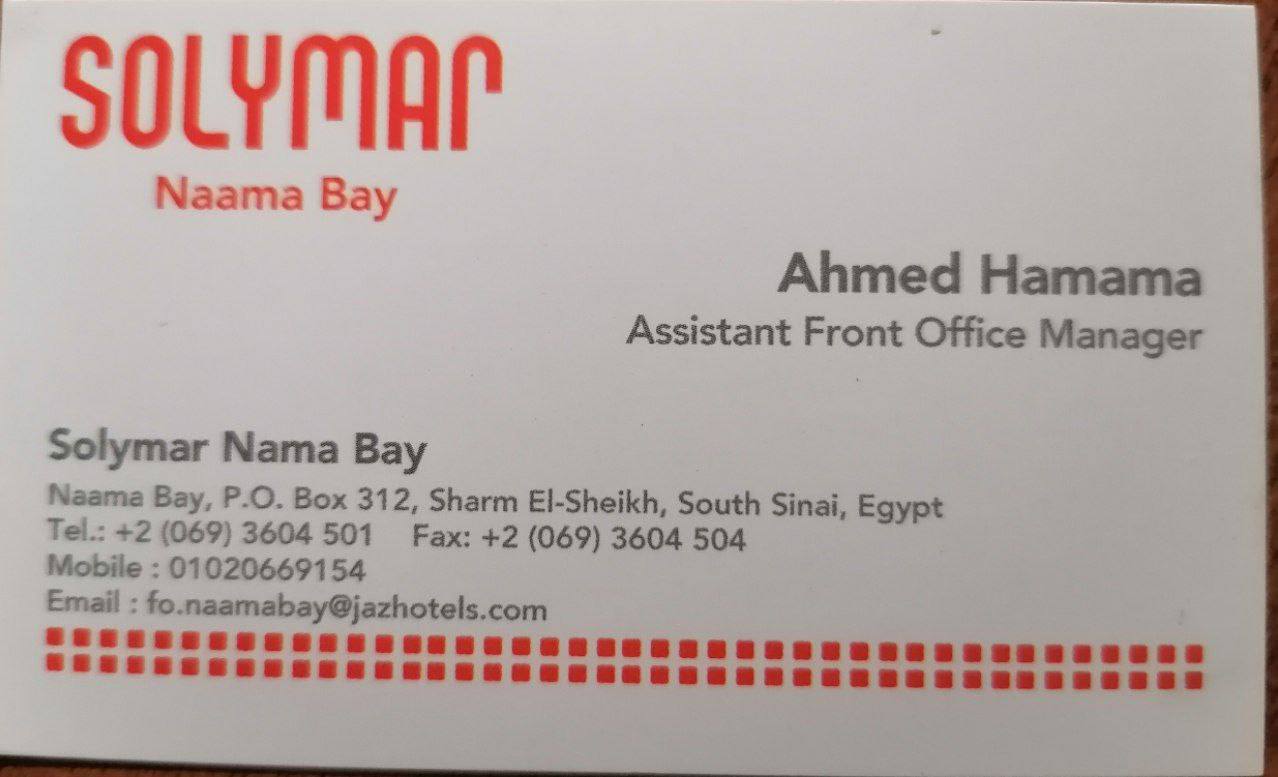 SOLYMAR
Naama Bay
Ahmed Hamama
Assistant Front Office Manager
Solymar Nama Bay
Naama Bay, P.O. Box 312, Sharm El-Sheikh, South Sinai, Egypt
Tel.: +2 (069) 3604 501 Fax: +2 (069) 3604 504
Mobile : 01020669154
Email : fo.naamabay@jazhotels.com